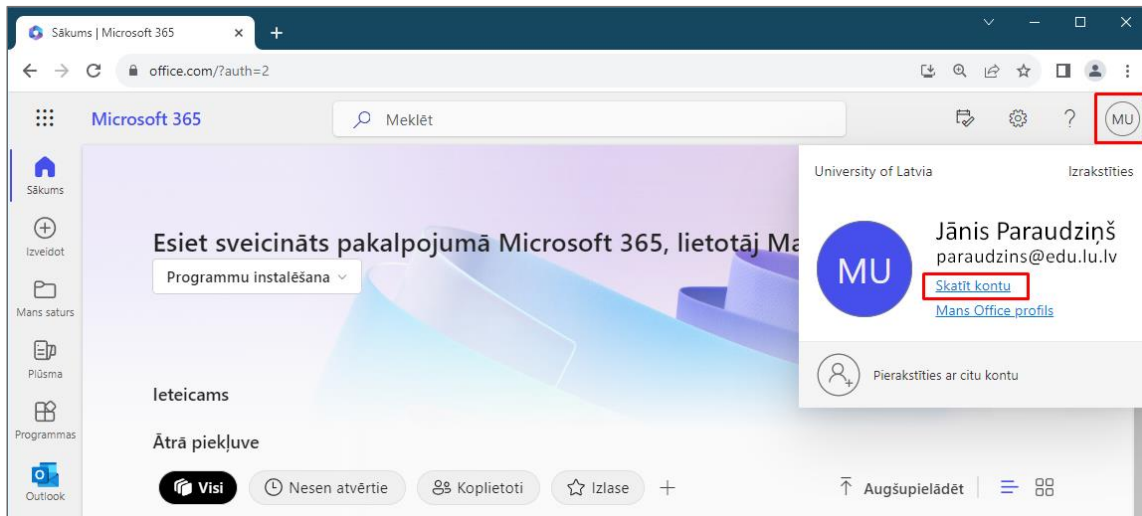 Sākums | Microsoft 365
office.com/?auth=2
Microsoft 365
Meklēt
MU
Sākums
Izveidot
Mans saturs
Plūsma
Programmas
Outlook
Esiet sveicināts pakalpojumā Microsoft 365, lietotāj Ma
Programmu instalēšana
Ieteicams
Ātrā piekļuve
Visi
Nesen atvērtie
Koplietoti
Izlase
Augšupielādēt
University of Latvia
Izrakstīties
MU
Jānis Paraudziņš
paraudzins@edu.lu.lv
Skatīt kontu
Mans Office profils
Pierakstīties ar citu kontu